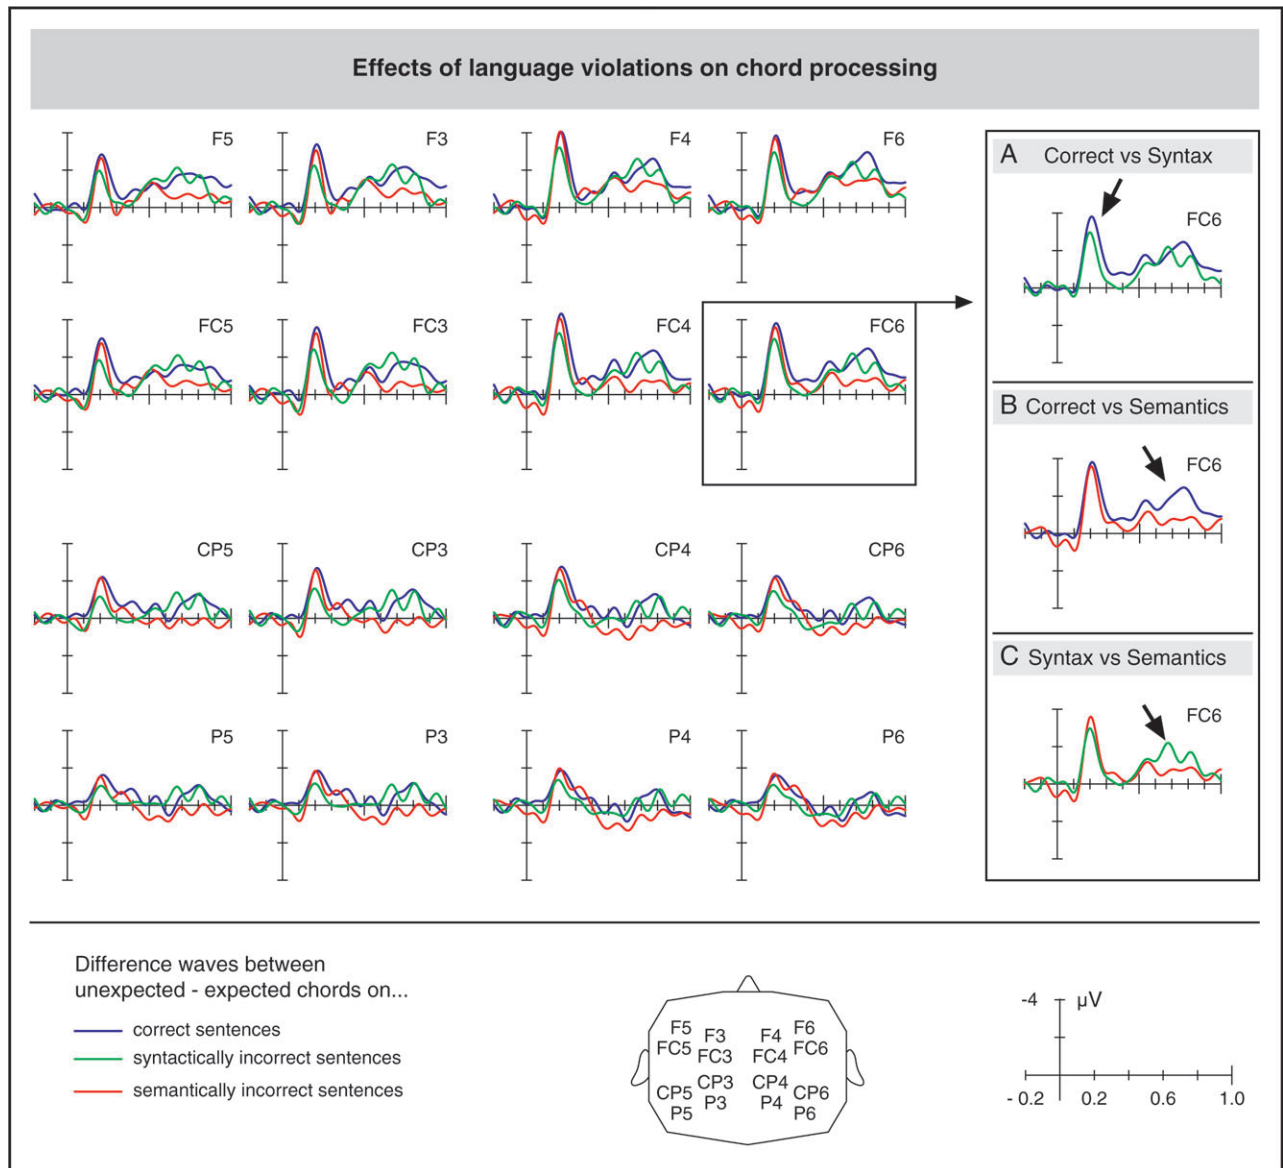 Effects of language violations on chord processing
F5 F3 F4 F6
FC5 FC3 FC4 FC6
CP5 CP3 CP4 CP6
P5 P3 P4 P6
A Correct vs Syntax
FC6
B Correct vs Semantics
FC6
C Syntax vs Semantics
FC6
Difference waves between
unexpected - expected chords on...
correct sentences
syntactically incorrect sentences
semantically incorrect sentences
F5 F3 F4 F6
FC5 FC3 FC4 FC6
CP5 CP3 CP4 CP6
P5 P3 P4 P6
-4 µV
- 0.2 0.2 0.6 1.0